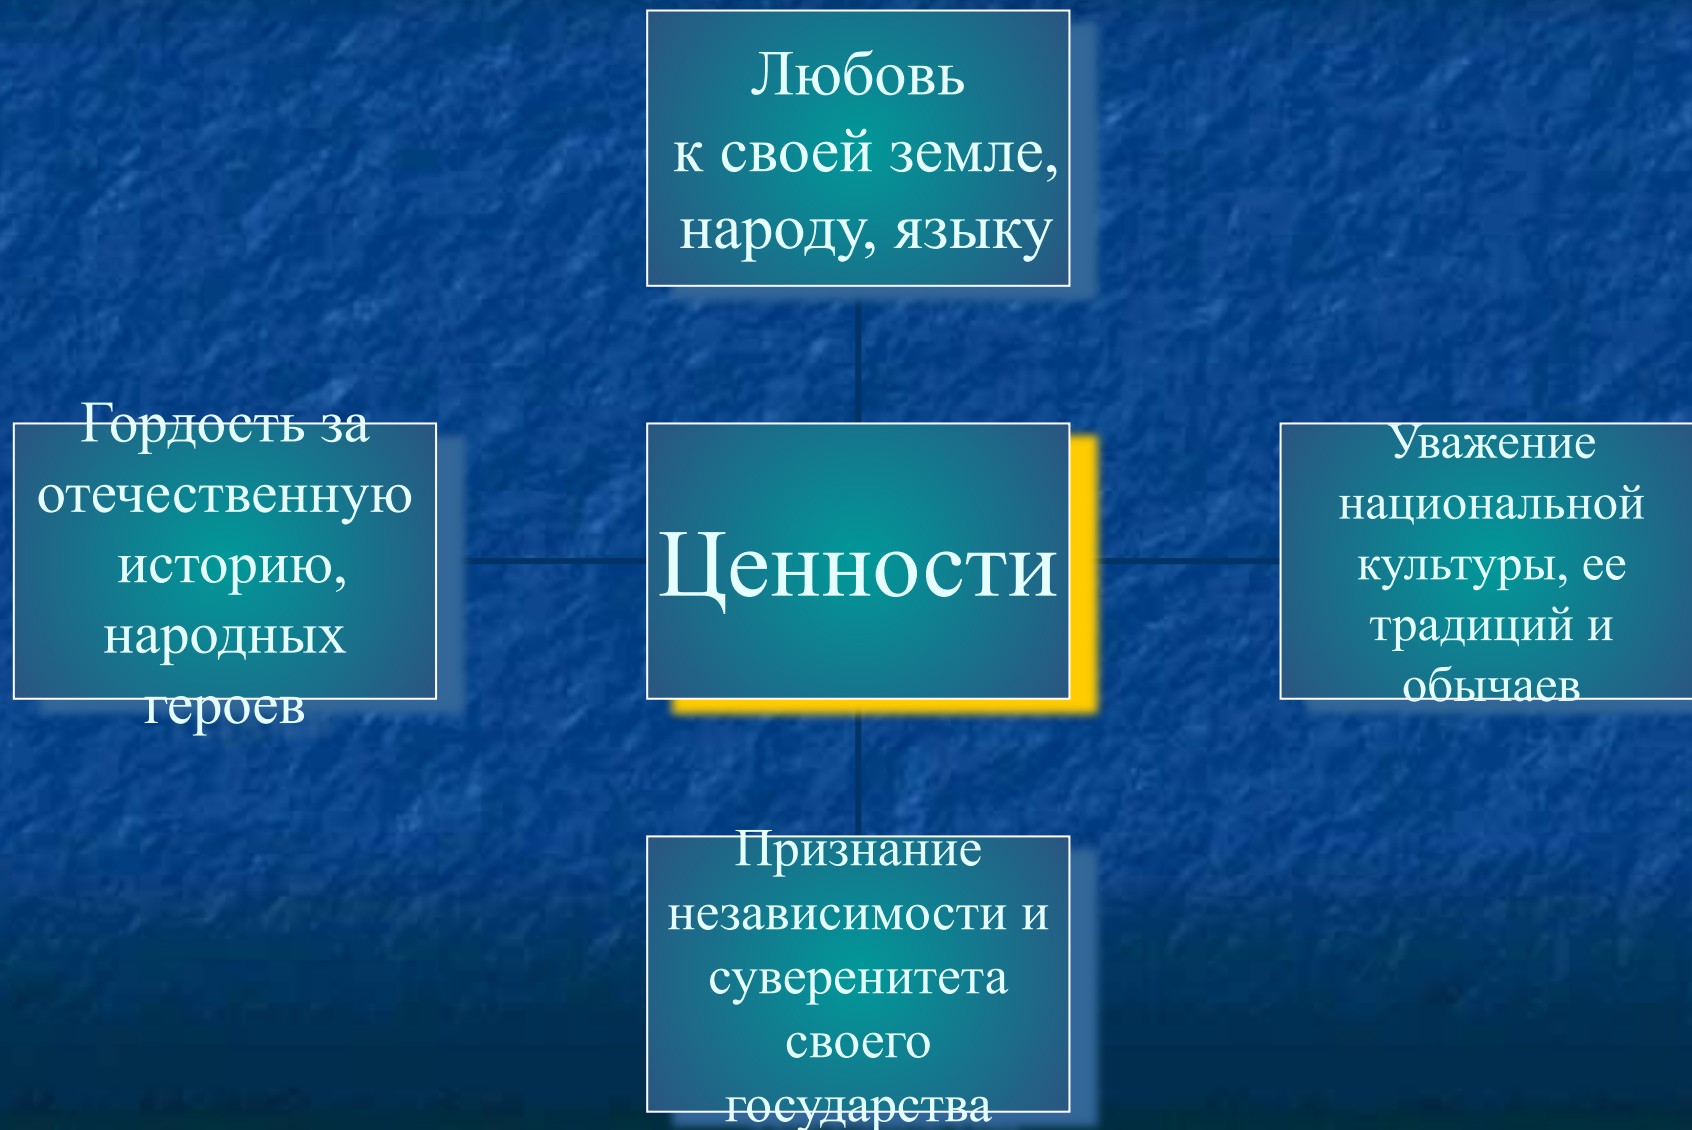 Любовь
к своей земле,
народу, языку
Гордость за
отечественную
историю,
народных
героев
Ценности
Уважение
национальной
культуры, ее
традиций и
обычаев
Признание
независимости и
суверенитета
своего
государства